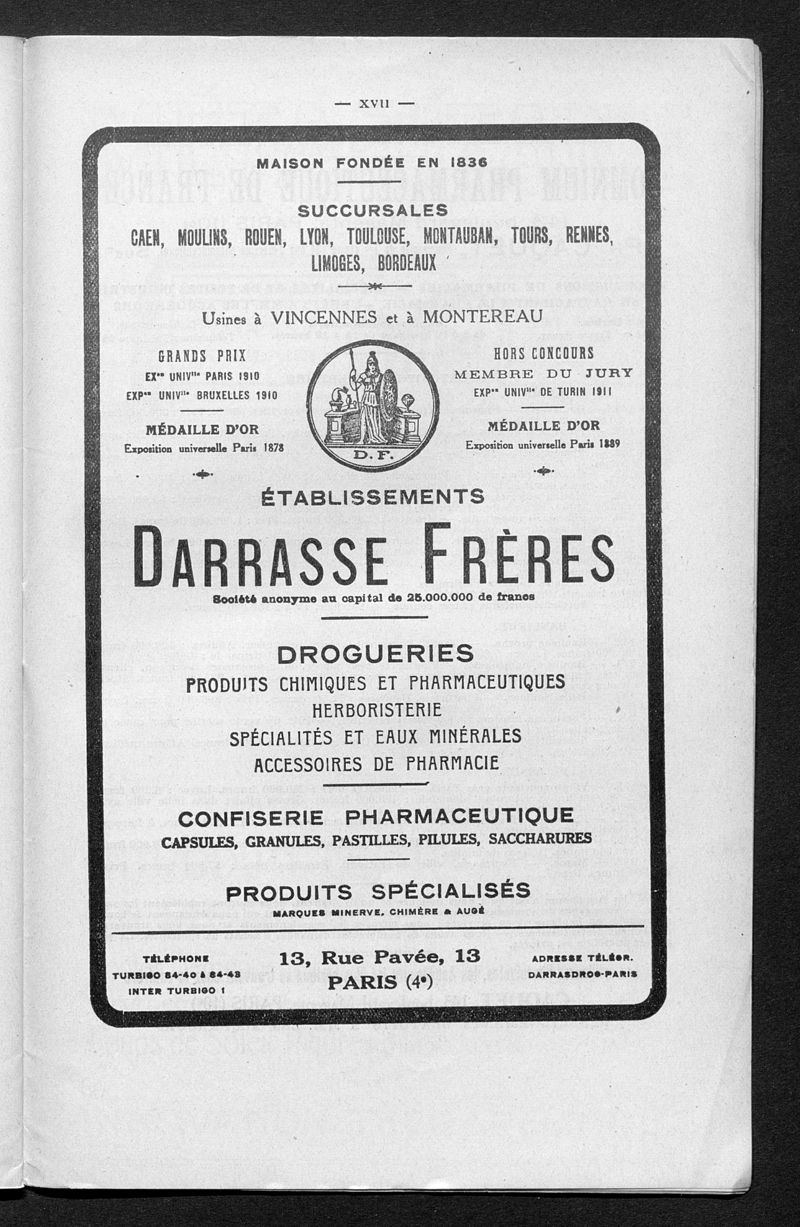 — XVII —
MAISON FONDÉE EN 1836
SUCCURSALES
CAEN, MOULINS, ROUEN, LYON, TOULOUSE, MONTAUBAN, TOURS, RENNES,
LIMOGES, BORDEAUX
Usines à VINCENNES et à MONTEREAU
GRANDS PRIX
EXᵒⁿ UNIVˡˡᵉ PARIS 1910
EXPᵒⁿ UNIVˡˡᵉ BRUXELLES 1910
MÉDAILLE D'OR
Exposition universelle Paris 1878
D. F.
HORS CONCOURS
MEMBRE DU JURY
EXPᵒⁿ UNIVˡˡᵉ DE TURIN 1911
MÉDAILLE D'OR
Exposition universelle Paris 1889
ÉTABLISSEMENTS
DARRASSE FRÈRES
Société anonyme au capital de 25.000.000 de francs
DROGUERIES
PRODUITS CHIMIQUES ET PHARMACEUTIQUES
HERBORISTERIE
SPÉCIALITÉS ET EAUX MINÉRALES
ACCESSOIRES DE PHARMACIE
CONFISERIE PHARMACEUTIQUE
CAPSULES, GRANULES, PASTILLES, PILULES, SACCHARURES
PRODUITS SPÉCIALISÉS
MARQUES MINERVE, CHIMÈRE & AUGÉ
TÉLÉPHONE
TURBIGO 84-40 à 84-43
INTER TURBIGO 1
13, Rue Pavée, 13
PARIS (4ᵉ)
ADRESSE TÉLÉGR.
DARRASDROG-PARIS